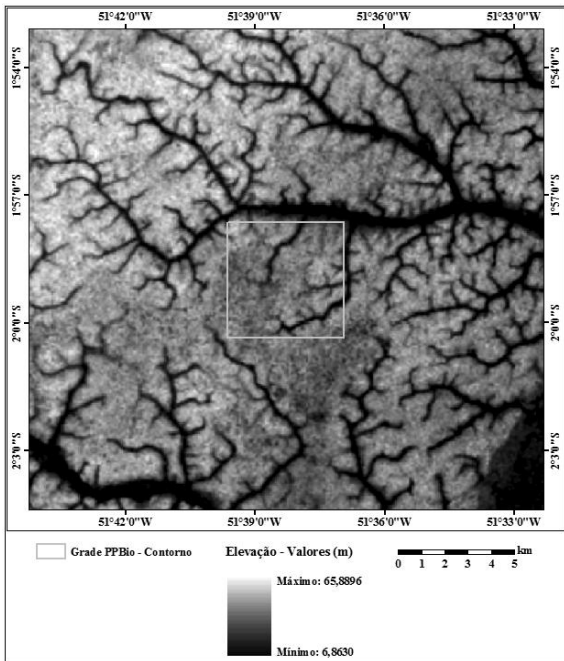 51°42'0"W 51°39'0"W 51°36'0"W 51°33'0"W
1°54'0"S 1°54'0"S
1°57'0"S 1°57'0"S
2°0'0"S 2°0'0"S
2°3'0"S 2°3'0"S
51°42'0"W 51°39'0"W 51°36'0"W 51°33'0"W
Grade PPBio - Contorno Elevação - Valores (m) km
0 1 2 3 4 5
Máximo: 65,8896
Mínimo: 6,8630